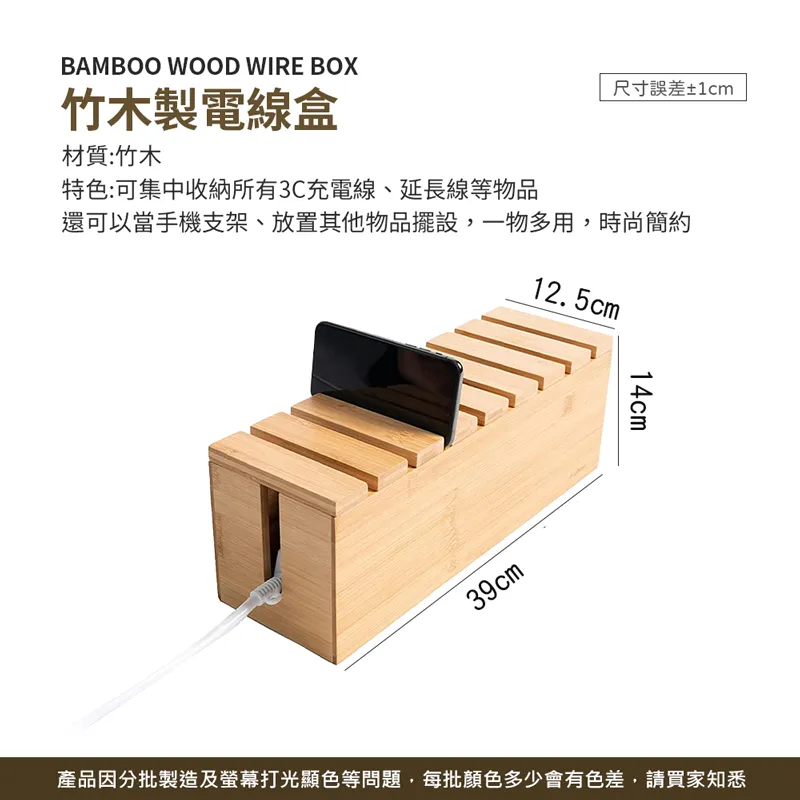 BAMBOO WOOD WIRE BOX
竹木製電線盒
尺寸誤差±1cm
材質:竹木
特色:可集中收納所有3C充電線、延長線等物品
還可以當手機支架、放置其他物品擺設，一物多用，時尚簡約
12.5cm
14cm
39cm
產品因分批製造及螢幕打光顯色等問題，每批顏色多少會有色差，請買家知悉